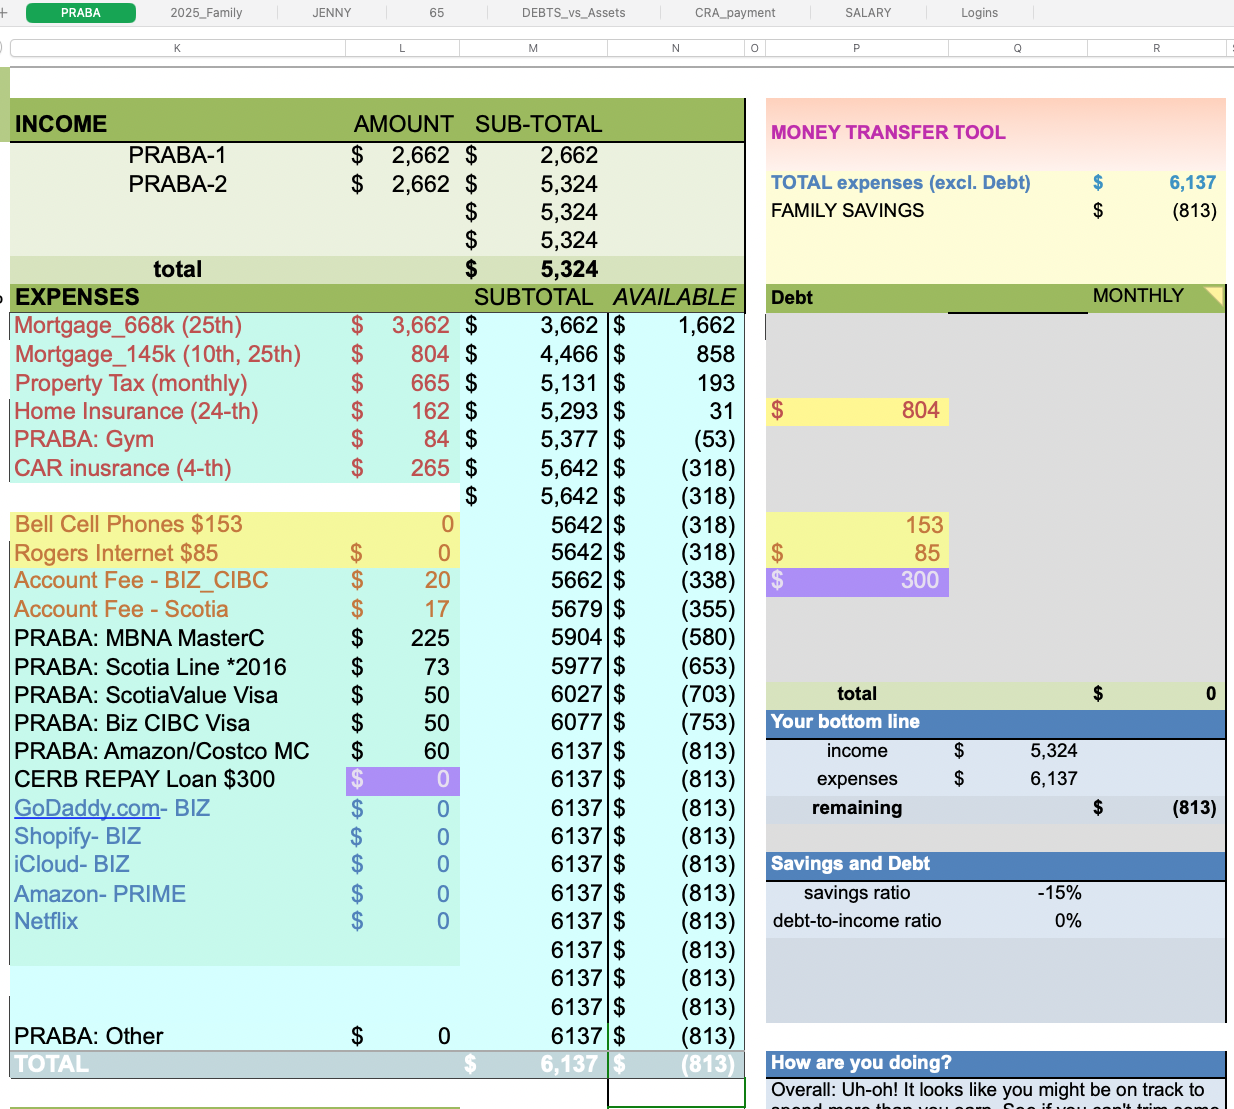 PRABA 2025_Family JENNY 65 DEBTS_vs_Assets CRA_payment SALARY Logins
K L M N O P Q R
INCOME AMOUNT SUB-TOTAL
PRABA-1 $ 2,662 $ 2,662
PRABA-2 $ 2,662 $ 5,324
$ 5,324
$ 5,324
total $ 5,324
EXPENSES SUBTOTAL AVAILABLE
Mortgage_668k (25th) $ 3,662 $ 3,662 $ 1,662
Mortgage_145k (10th, 25th) $ 804 $ 4,466 $ 858
Property Tax (monthly) $ 665 $ 5,131 $ 193
Home Insurance (24-th) $ 162 $ 5,293 $ 31
PRABA: Gym $ 84 $ 5,377 $ (53)
CAR inusrance (4-th) $ 265 $ 5,642 $ (318)
$ 5,642 $ (318)
Bell Cell Phones $153 0 5642 $ (318)
Rogers Internet $85 $ 0 5642 $ (318)
Account Fee - BIZ_CIBC $ 20 5662 $ (338)
Account Fee - Scotia $ 17 5679 $ (355)
PRABA: MBNA MasterC $ 225 5904 $ (580)
PRABA: Scotia Line *2016 $ 73 5977 $ (653)
PRABA: ScotiaValue Visa $ 50 6027 $ (703)
PRABA: Biz CIBC Visa $ 50 6077 $ (753)
PRABA: Amazon/Costco MC $ 60 6137 $ (813)
CERB REPAY Loan $300 $ 0 6137 $ (813)
GoDaddy.com- BIZ $ 0 6137 $ (813)
Shopify- BIZ $ 0 6137 $ (813)
iCloud- BIZ $ 0 6137 $ (813)
Amazon- PRIME $ 0 6137 $ (813)
Netflix $ 0 6137 $ (813)
6137 $ (813)
6137 $ (813)
6137 $ (813)
PRABA: Other $ 0 6137 $ (813)
TOTAL $ 6,137 $ (813)
MONEY TRANSFER TOOL
TOTAL expenses (excl. Debt) $ 6,137
FAMILY SAVINGS $ (813)
Debt MONTHLY
$ 804
153
$ 85
$ 300
total $ 0
Your bottom line
income $ 5,324
expenses $ 6,137
remaining $ (813)
Savings and Debt
savings ratio -15%
debt-to-income ratio 0%
How are you doing?
Overall: Uh-oh! It looks like you might be on track to
spend more than you earn. See if you can't trim some